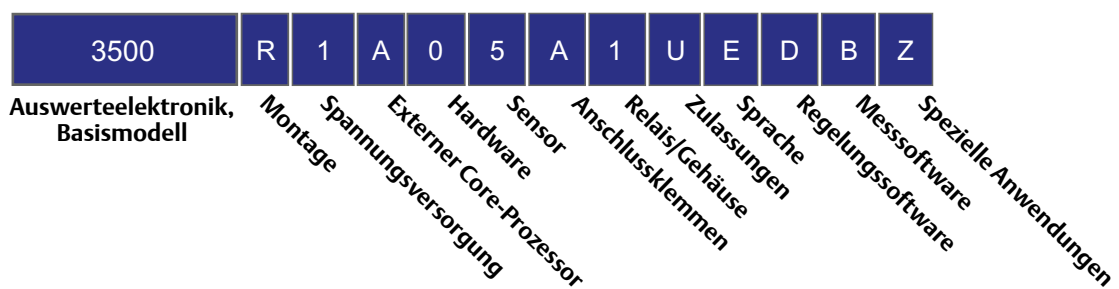 3500 R 1 A 0 5 A 1 U E D B Z
Auswerteelektronik,
Basismodell
Montage
Spannungsversorgung
Externer Core-Prozessor
Hardware
Sensor
Anschlussklemmen
Relais/Gehäuse
Zulassungen
Sprache
Regelungssoftware
Messsoftware
Spezielle Anwendungen